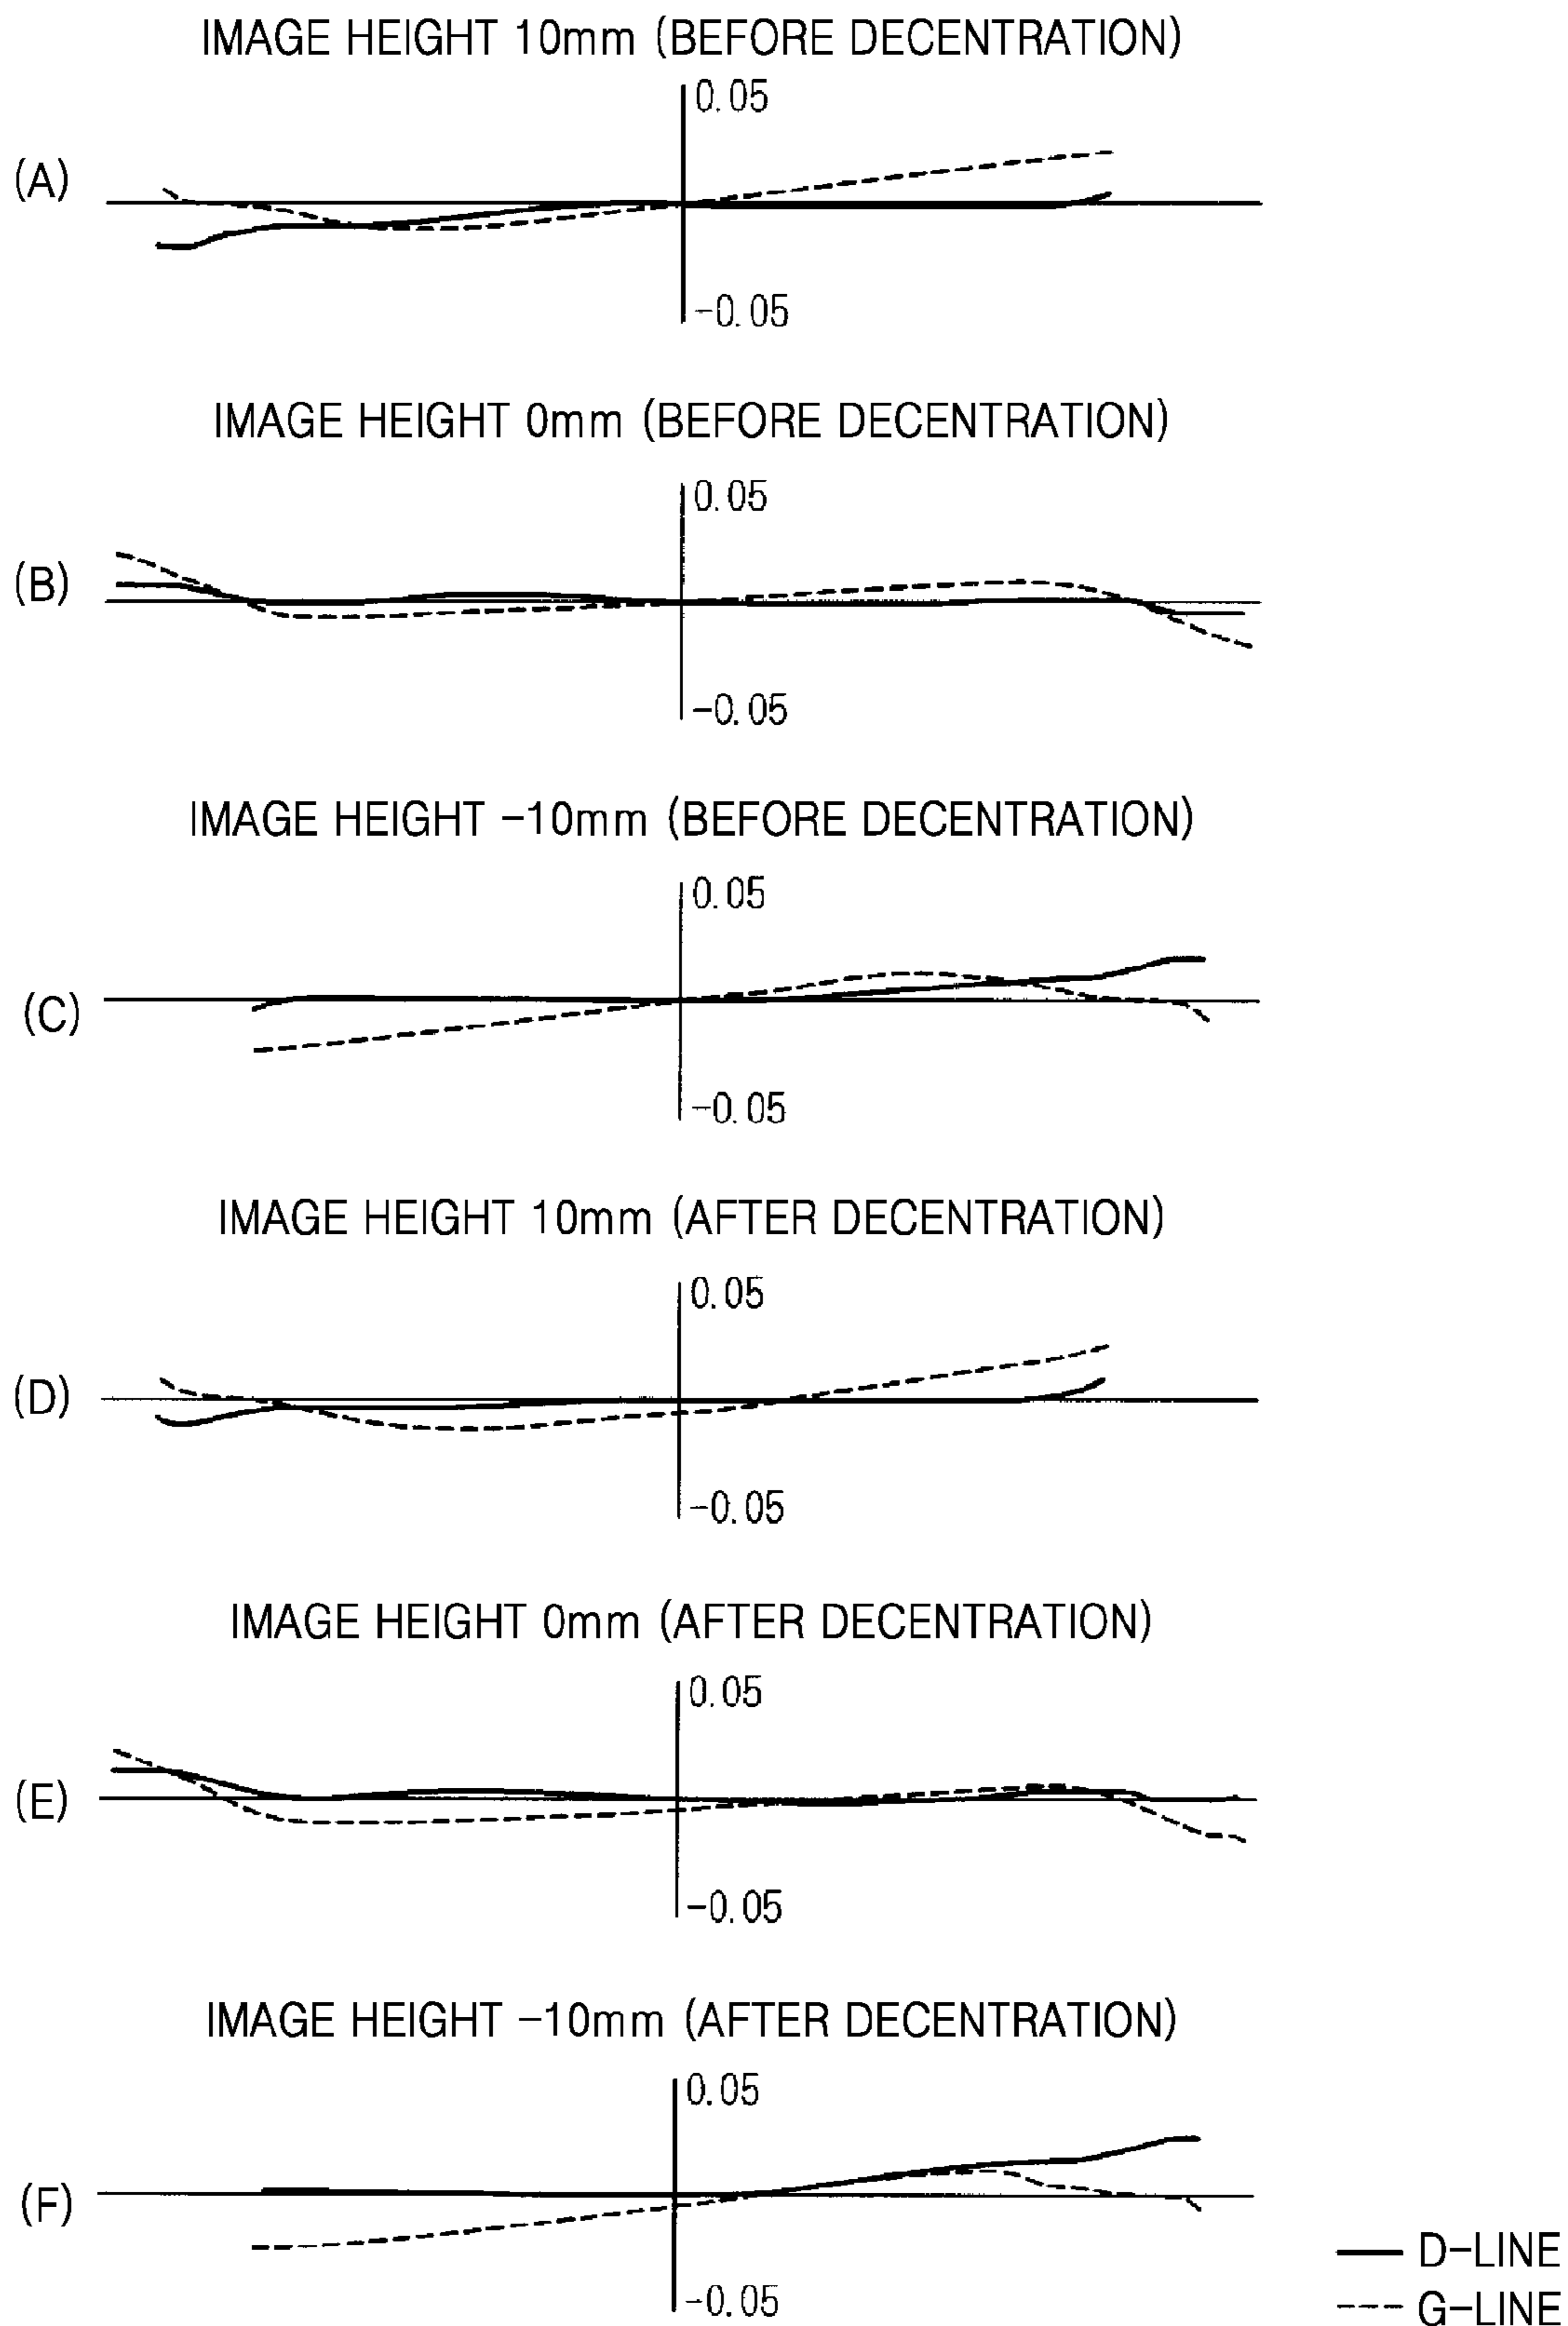 IMAGE HEIGHT 10mm (BEFORE DECENTRATION)
0.05
(A)
-0.05
IMAGE HEIGHT 0mm (BEFORE DECENTRATION)
0.05
(B)
-0.05
IMAGE HEIGHT -10mm (BEFORE DECENTRATION)
0.05
(C)
-0.05
IMAGE HEIGHT 10mm (AFTER DECENTRATION)
0.05
(D)
-0.05
IMAGE HEIGHT 0mm (AFTER DECENTRATION)
0.05
(E)
-0.05
IMAGE HEIGHT -10mm (AFTER DECENTRATION)
0.05
(F)
-0.05
D-LINE
G-LINE